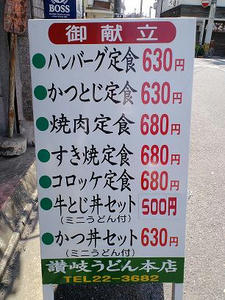 BOSS
御献立
●ハンバーグ定食 630円
●かつとじ定食 630円
●焼肉定食 680円
●すき焼定食 680円
●コロッケ定食 680円
●牛とじ丼セット 500円
(ミニうどん付)
●かつ丼セット 630円
(ミニうどん付)
讃岐うどん本店
TEL22-3682